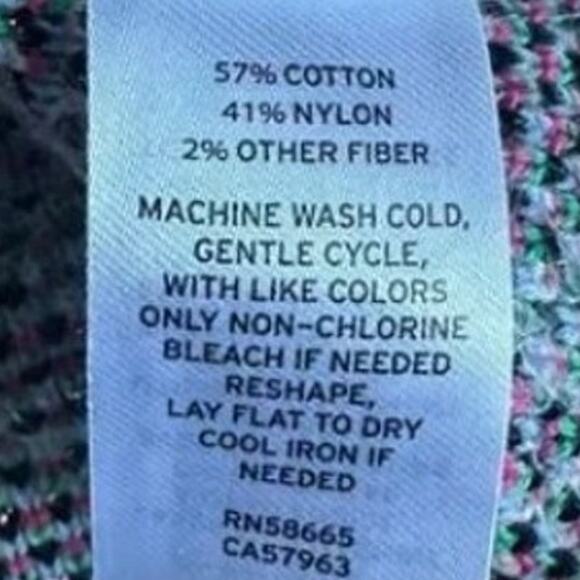 57% COTTON
41% NYLON
2% OTHER FIBER
MACHINE WASH COLD,
GENTLE CYCLE,
WITH LIKE COLORS
ONLY NON-CHLORINE
BLEACH IF NEEDED
RESHAPE,
LAY FLAT TO DRY
COOL IRON IF
NEEDED
RN58665
CA57963